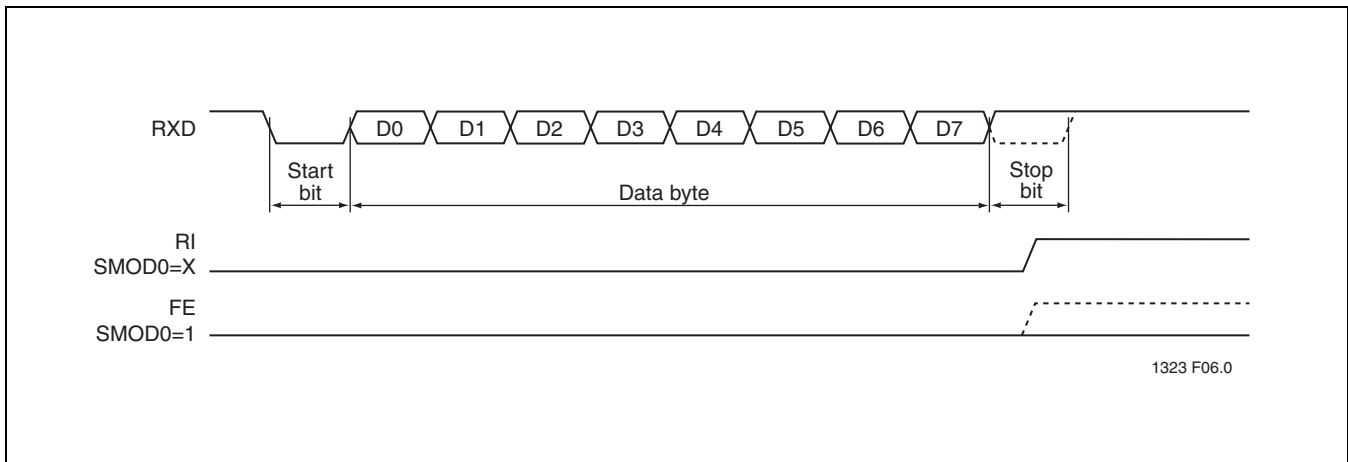 RXD
D0 D1 D2 D3 D4 D5 D6 D7
Start
bit
Data byte
Stop
bit
RI
SMOD0=X
FE
SMOD0=1
1323 F06.0